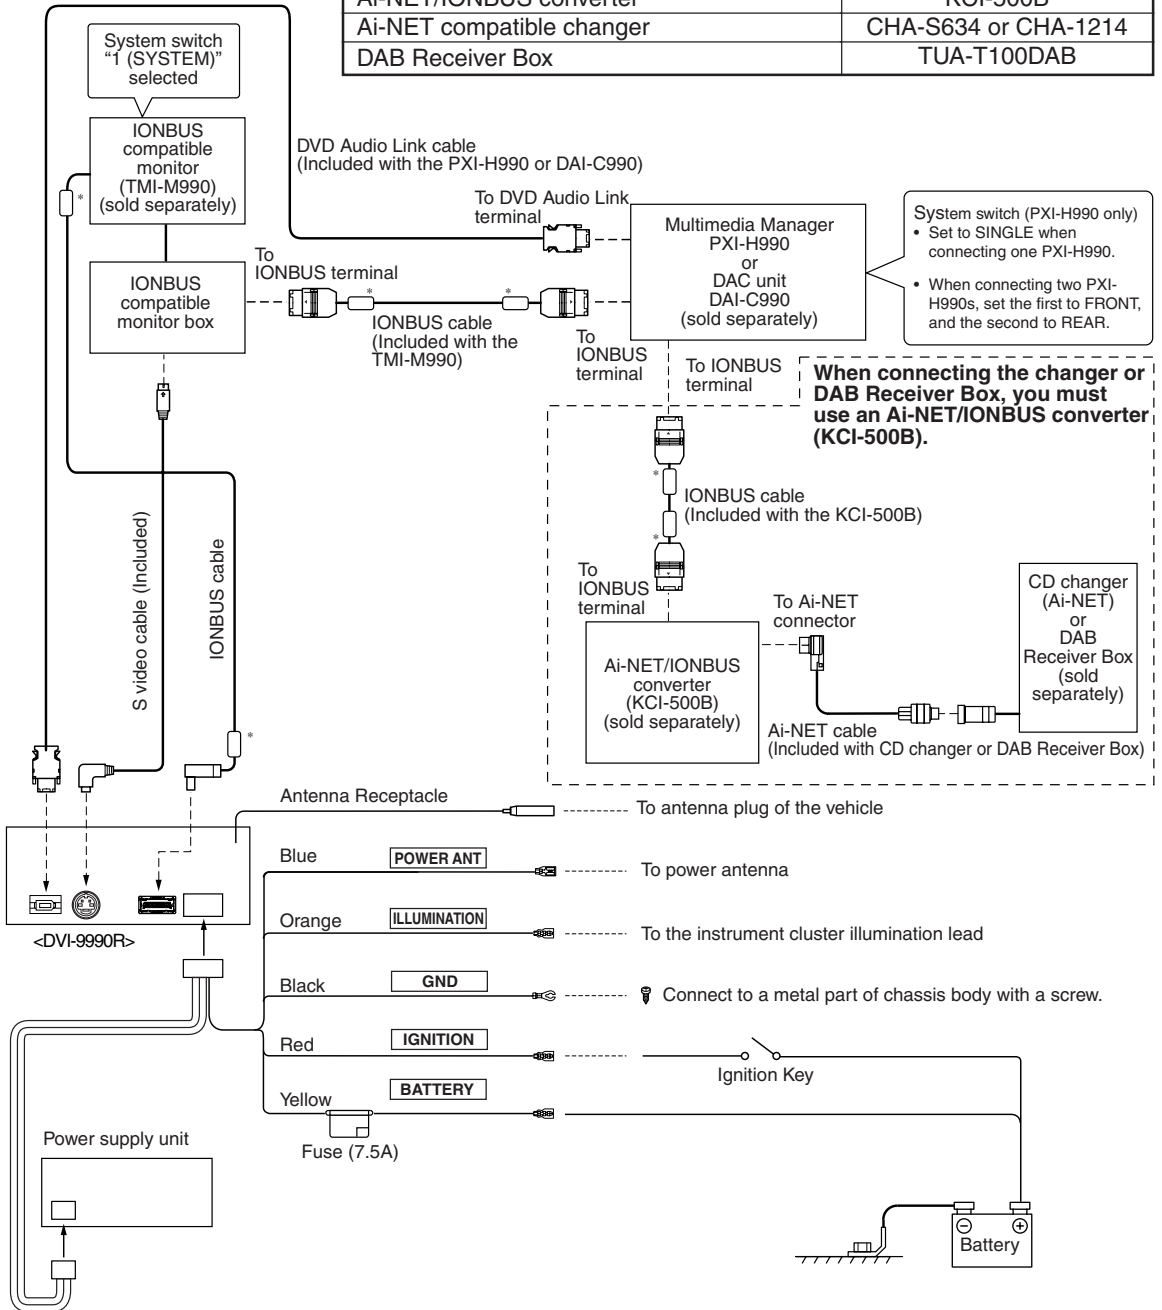 Ai-NET/IONBUS converter KCI-500B
Ai-NET compatible changer CHA-S634 or CHA-1214
DAB Receiver Box TUA-T100DAB
System switch
“1 (SYSTEM)”
selected
IONBUS
compatible
monitor
(TMI-M990)
(sold separately)
*
DVD Audio Link cable
(Included with the PXI-H990 or DAI-C990)
To DVD Audio Link
terminal
Multimedia Manager
PXI-H990
or
DAC unit
DAI-C990
(sold separately)
System switch (PXI-H990 only)
• Set to SINGLE when
connecting one PXI-H990.
• When connecting two PXI-
H990s, set the first to FRONT,
and the second to REAR.
IONBUS
compatible
monitor box
To
IONBUS terminal
*
*
IONBUS cable
(Included with the
TMI-M990)
To
IONBUS
terminal
To IONBUS
terminal
When connecting the changer or
DAB Receiver Box, you must
use an Ai-NET/IONBUS converter
(KCI-500B).
*
IONBUS cable
(Included with the KCI-500B)
*
To
IONBUS
terminal
Ai-NET/IONBUS
converter
(KCI-500B)
(sold separately)
To Ai-NET
connector
CD changer
(Ai-NET)
or
DAB
Receiver Box
(sold
separately)
Ai-NET cable
(Included with CD changer or DAB Receiver Box)
S video cable (Included)
IONBUS cable
*
<DVI-9990R>
Antenna Receptacle
To antenna plug of the vehicle
Blue
POWER ANT
To power antenna
Orange
ILLUMINATION
To the instrument cluster illumination lead
Black
GND
Connect to a metal part of chassis body with a screw.
Red
IGNITION
Ignition Key
Yellow
BATTERY
Fuse (7.5A)
Power supply unit
Battery